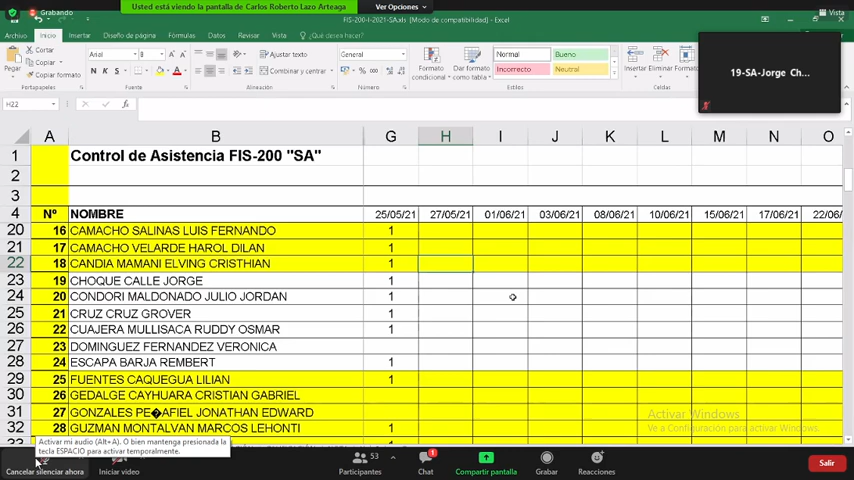 Grabando
Usted está viendo la pantalla de Carlos Roberto Lazo Arteaga
Ver Opciones
Vista
FIS-200-I-2021-SA.xls [Modo de compatibilidad] - Excel
Archivo Inicio Insertar Diseño de página Fórmulas Datos Revisar Vista ¿Qué desea hacer?
Pegar
Cortar
Copiar
Copiar formato
Portapapeles
Arial
N K S
Fuente
Ajustar texto
Combinar y centrar
Alineación
General
% 000
Número
Formato condicional
Dar formato como tabla
Normal Bueno
Incorrecto Neutral
Estilos
Insertar Eliminar Formato
Celdas
19-SA-Jorge Ch...
H22
fx
A B G H I J K L M N O
1 Control de Asistencia FIS-200 "SA"
2
3
4 Nº NOMBRE 25/05/21 27/05/21 01/06/21 03/06/21 08/06/21 10/06/21 15/06/21 17/06/21 22/06/
20 16 CAMACHO SALINAS LUIS FERNANDO 1
21 17 CAMACHO VELARDE HAROL DILAN 1
22 18 CANDIA MAMANI ELVING CRISTHIAN 1
23 19 CHOQUE CALLE JORGE 1
24 20 CONDORI MALDONADO JULIO JORDAN 1
25 21 CRUZ CRUZ GROVER 1
26 22 CUAJERA MULLISACA RUDDY OSMAR 1
27 23 DOMINGUEZ FERNANDEZ VERONICA
28 24 ESCAPA BARJA REMBERT 1
29 25 FUENTES CAQUEGUA LILIAN 1
30 26 GEDALGE CAYHUARA CRISTIAN GABRIEL
31 27 GONZALES PE�AFIEL JONATHAN EDWARD
32 28 GUZMAN MONTALVAN MARCOS LEHONTI 1
Activar Windows
Ve a Configuración para activar Windows.
Activar mi audio (Alt+A). O bien mantenga presionada la
tecla ESPACIO para activar temporalmente.
Cancelar silenciar ahora
Iniciar video
Participantes
53
Chat
1
Compartir pantalla
Grabar
Reacciones
Salir